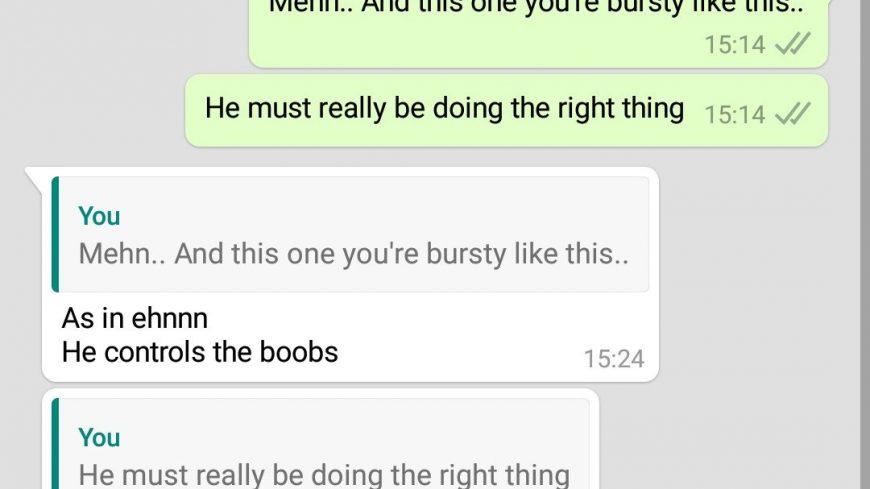 Mehn.. And this one you're bursty like this..
15:14
He must really be doing the right thing 15:14
You
Mehn.. And this one you're bursty like this..
As in ehnnn
He controls the boobs
15:24
You
He must really be doing the right thing